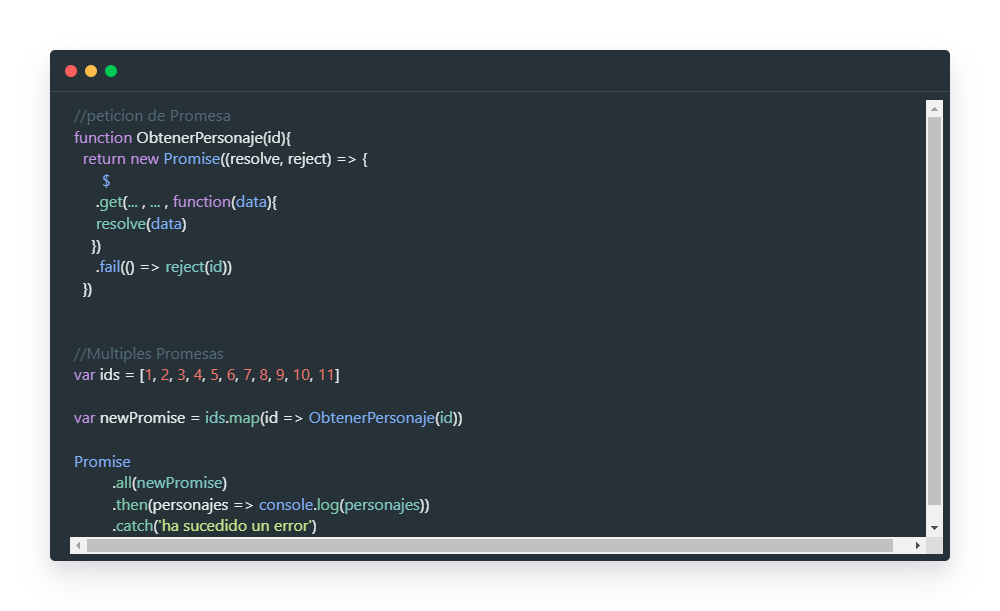 //peticion de Promesa
function ObtenerPersonaje(id){
return new Promise((resolve, reject) => {
$
.get(... , ... , function(data){
resolve(data)
})
.fail(() => reject(id))
})
//Multiples Promesas
var ids = [1, 2, 3, 4, 5, 6, 7, 8, 9, 10, 11]
var newPromise = ids.map(id => ObtenerPersonaje(id))
Promise
.all(newPromise)
.then(personajes => console.log(personajes))
.catch('ha sucedido un error')